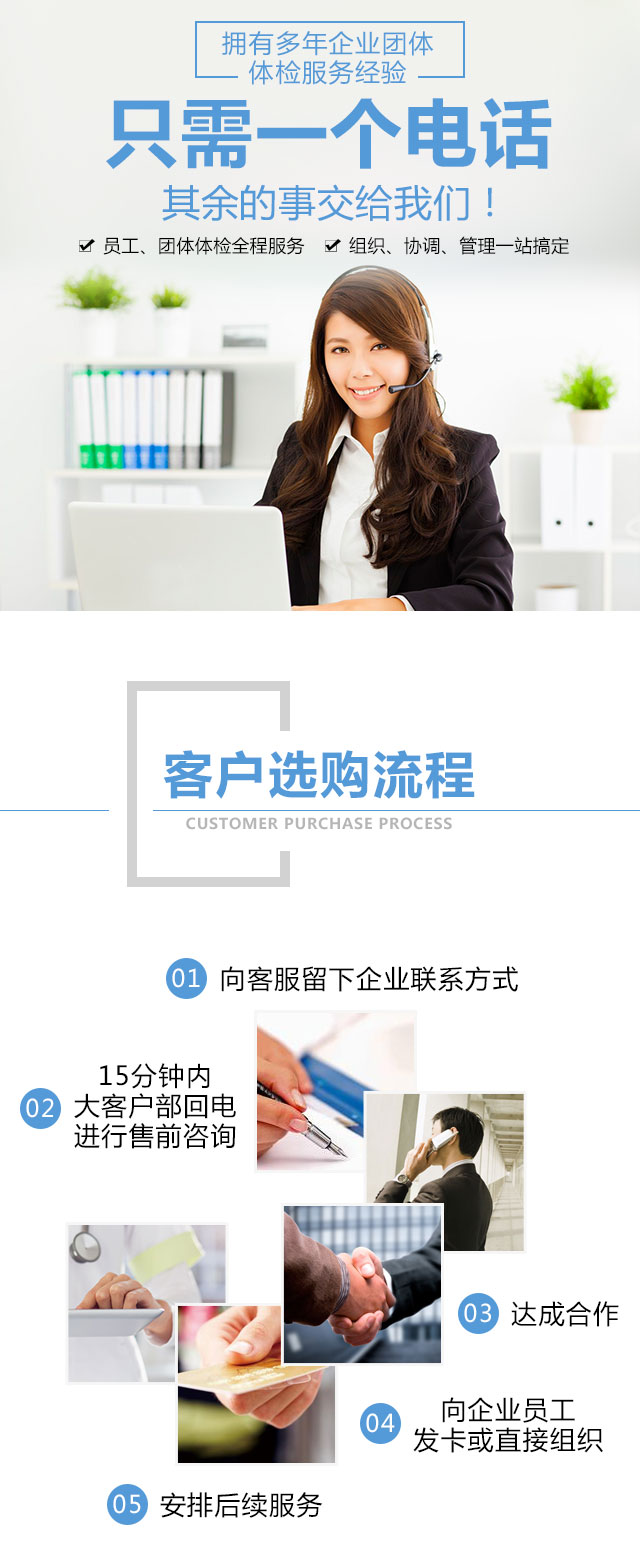 拥有多年企业团体
体检服务经验
只需一个电话
其余的事交给我们！
员工、团体体检全程服务 组织、协调、管理一站搞定
客户选购流程
CUSTOMER PURCHASE PROCESS
01 向客服留下企业联系方式
02 15分钟内
大客户部回电
进行售前咨询
03 达成合作
04 向企业员工
发卡或直接组织
05 安排后续服务